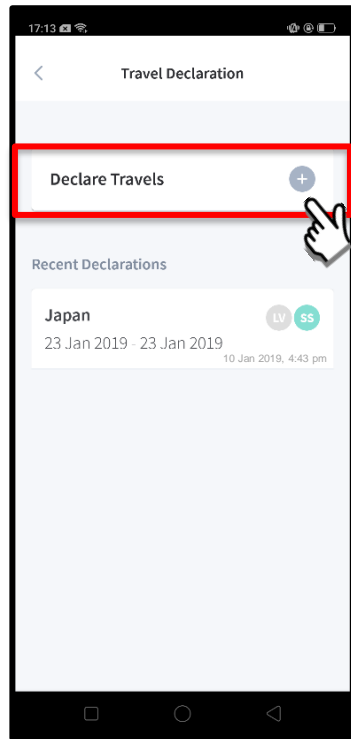 17:13
Travel Declaration
Declare Travels
Recent Declarations
Japan
LV SS
23 Jan 2019 - 23 Jan 2019
10 Jan 2019, 4:43 pm